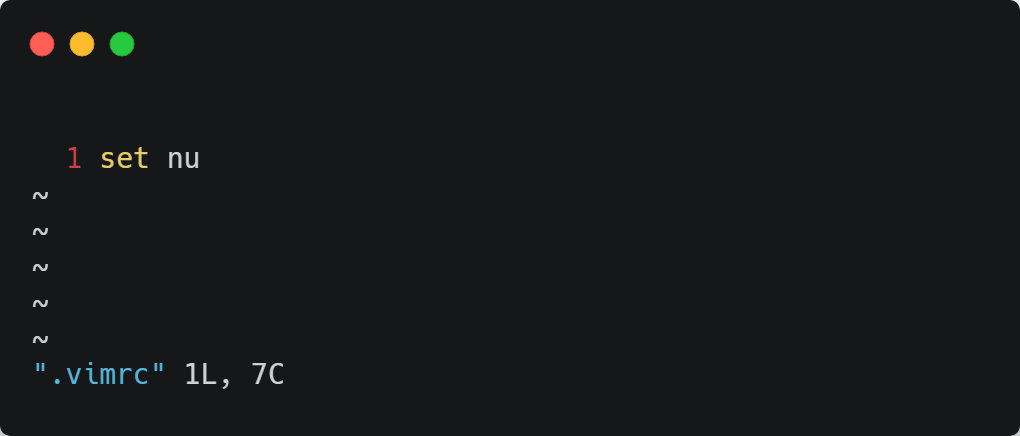 1 set nu
~
~
~
~
~
".vimrc" 1L, 7C